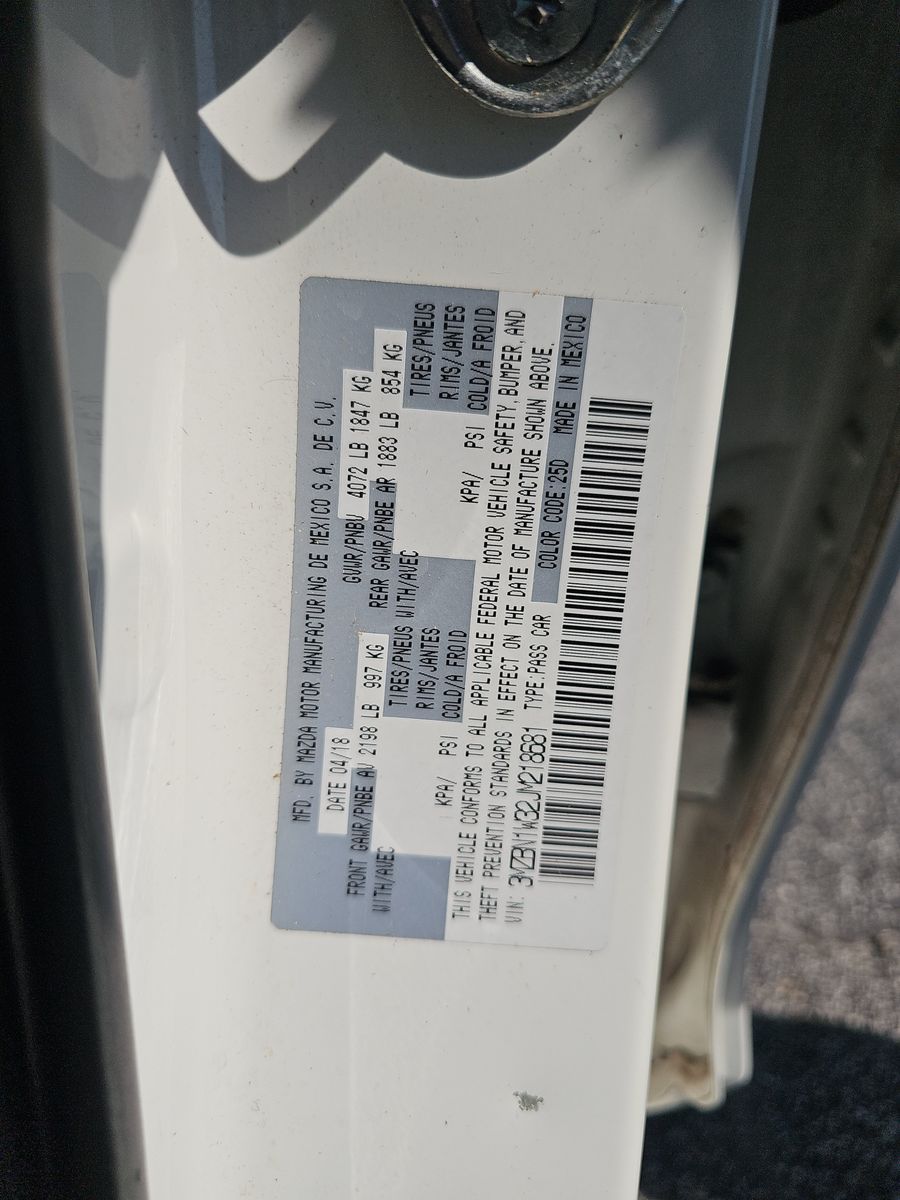 MFD. BY MAZDA MOTOR MANUFACTURING DE MEXICO S.A. DE C.V.
DATE 04/18 GVWR/PNBV 4072 LB 1847 KG
FRONT GAWR/PNBE AV 2198 LB 997 KG REAR GAWR/PNBE AR 1883 LB 854 KG
WITH/AVEC TIRES/PNEUS WITH/AVEC TIRES/PNEUS
RIMS/JANTES RIMS/JANTES
KPA/ PSI COLD/A FROID KPA/ PSI COLD/A FROID
THIS VEHICLE CONFORMS TO ALL APPLICABLE FEDERAL MOTOR VEHICLE SAFETY, BUMPER, AND
THEFT PREVENTION STANDARDS IN EFFECT ON THE DATE OF MANUFACTURE SHOWN ABOVE.
VIN: 3MZBN1W32JM218681 TYPE:PASS CAR COLOR CODE:25D MADE IN MEXICO